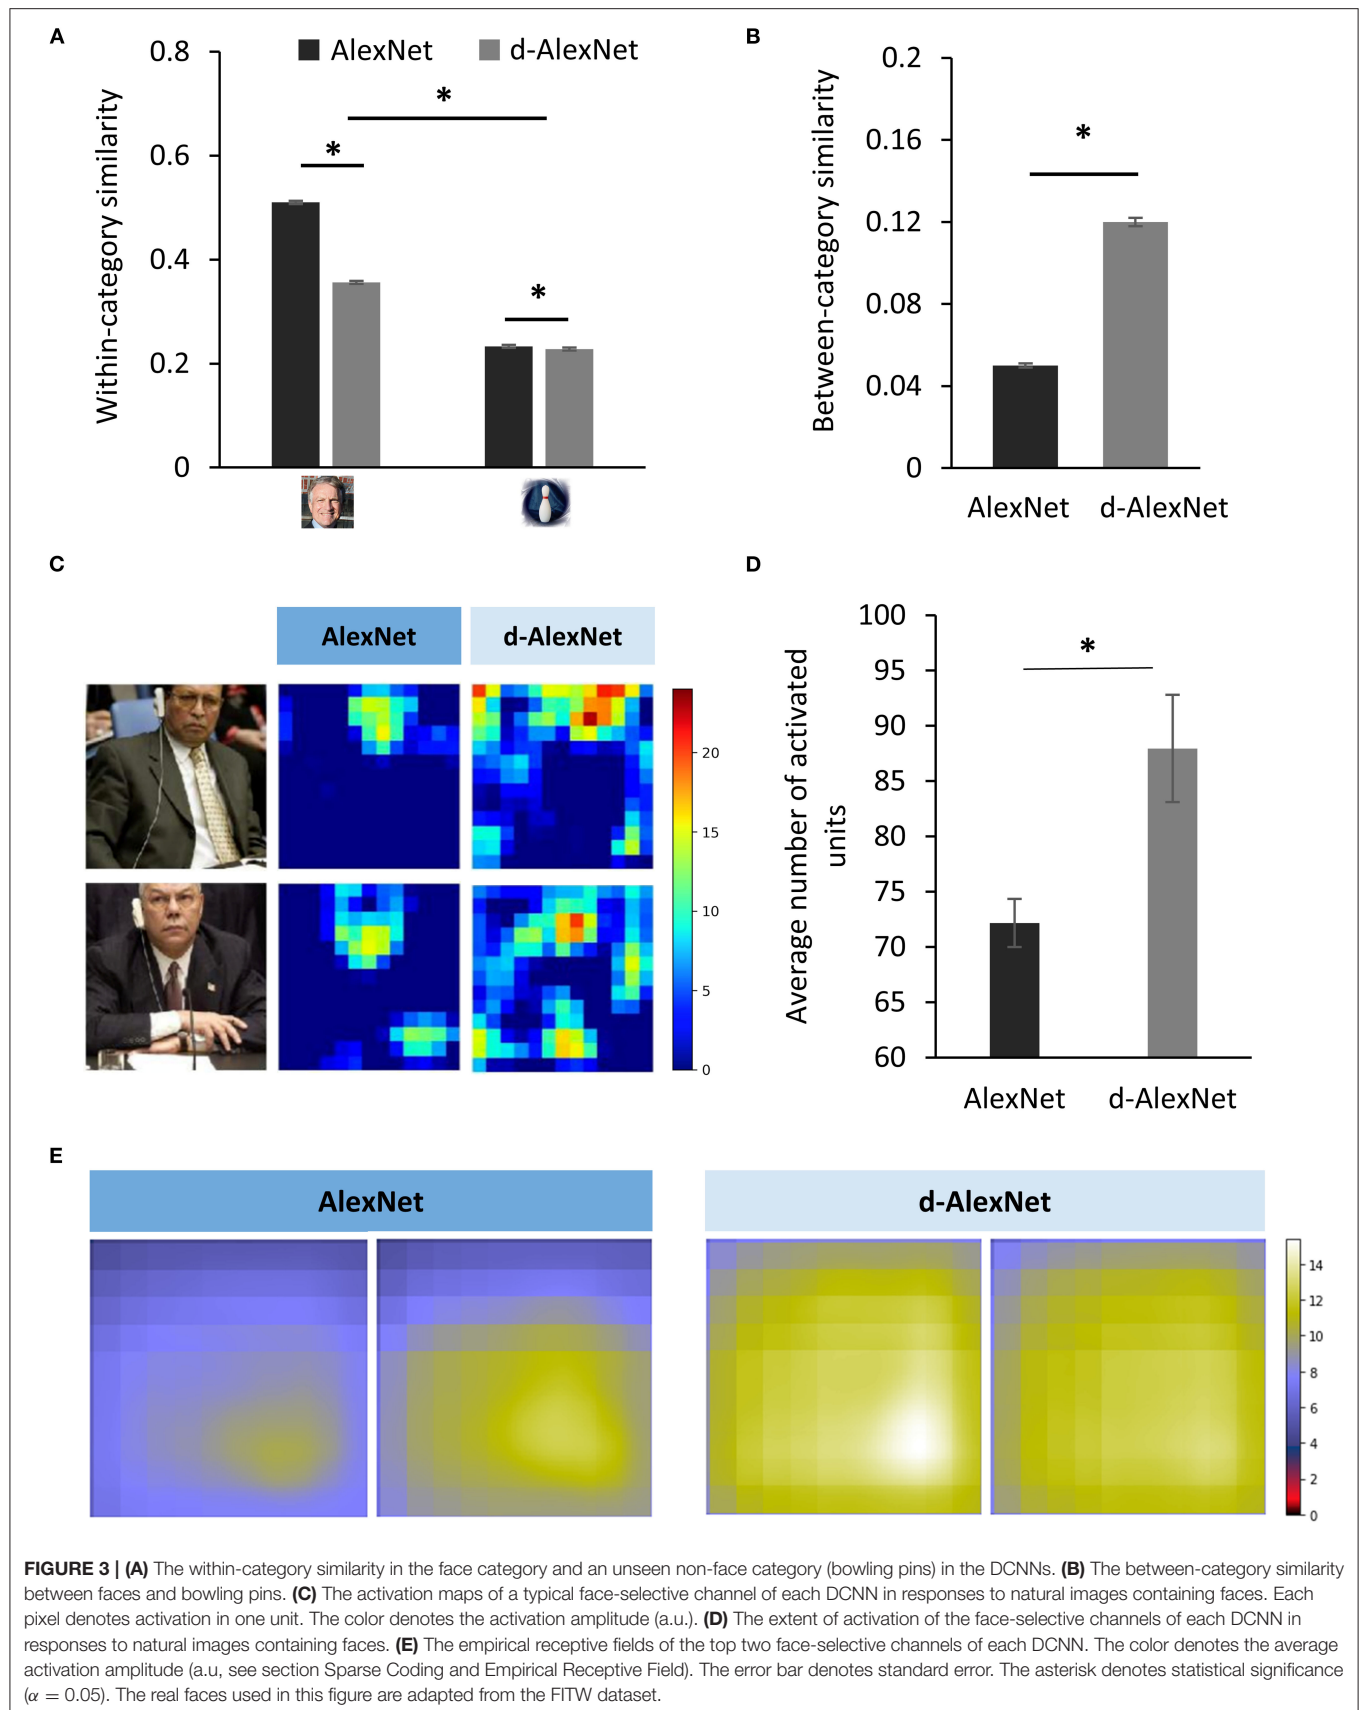 A
AlexNet
d-AlexNet
Within-category similarity
0.8
0.6
0.4
0.2
0
*
*
*
B
Between-category similarity
0.2
0.16
0.12
0.08
0.04
0
*
AlexNet
d-AlexNet
C
AlexNet
d-AlexNet
20
15
10
5
0
D
Average number of activated
units
100
95
90
85
80
75
70
65
60
*
AlexNet
d-AlexNet
E
AlexNet
d-AlexNet
14
12
10
8
6
4
2
0
FIGURE 3 | (A) The within-category similarity in the face category and an unseen non-face category (bowling pins) in the DCNNs. (B) The between-category similarity
between faces and bowling pins. (C) The activation maps of a typical face-selective channel of each DCNN in responses to natural images containing faces. Each
pixel denotes activation in one unit. The color denotes the activation amplitude (a.u.). (D) The extent of activation of the face-selective channels of each DCNN in
responses to natural images containing faces. (E) The empirical receptive fields of the top two face-selective channels of each DCNN. The color denotes the average
activation amplitude (a.u, see section Sparse Coding and Empirical Receptive Field). The error bar denotes standard error. The asterisk denotes statistical significance
(α = 0.05). The real faces used in this figure are adapted from the FITW dataset.